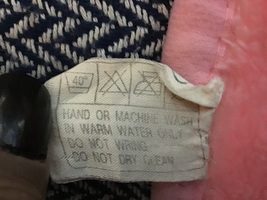 40°
HAND OR MACHINE WASH
IN WARM WATER ONLY
DO NOT WRING
DO NOT DRY CLEAN